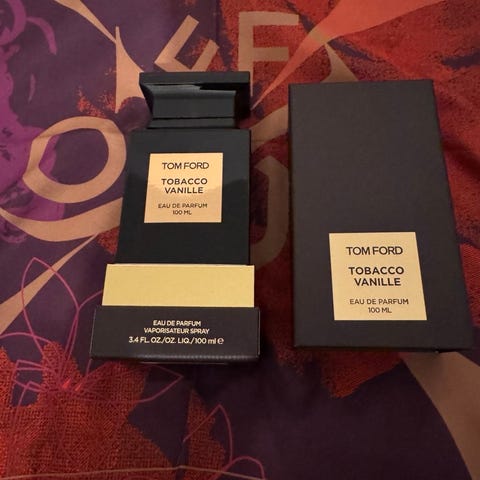 TOM FORD
TOBACCO
VANILLE
EAU DE PARFUM
100 ML
EAU DE PARFUM
VAPORISATEUR SPRAY
3.4 FL. OZ./OZ. LIQ./100 ml e
TOM FORD
TOBACCO
VANILLE
EAU DE PARFUM
100 ML